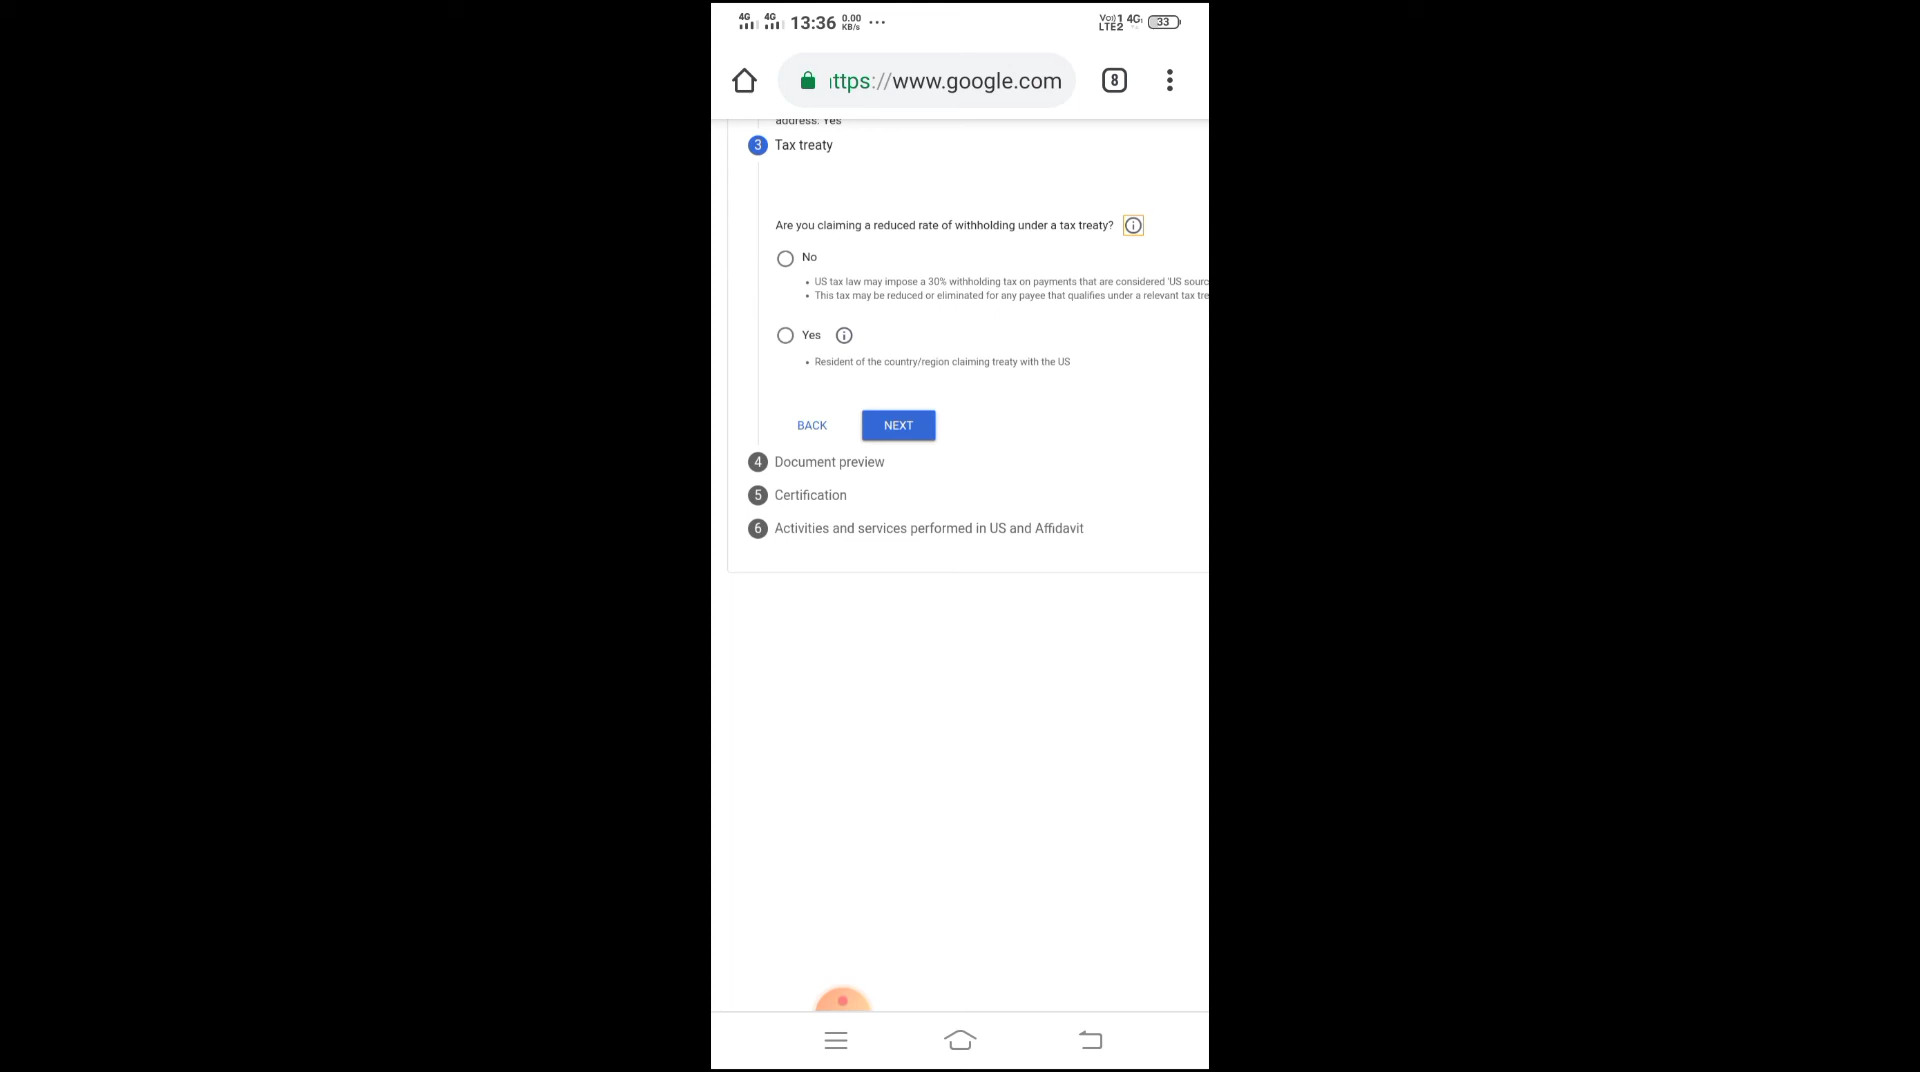 4G 4G 13:36 0.00 KB/s ... Vo)) 1 4G LTE2 33
ttps://www.google.com 8
address: Yes
3 Tax treaty
Are you claiming a reduced rate of withholding under a tax treaty?
No
• US tax law may impose a 30% withholding tax on payments that are considered 'US sourc
• This tax may be reduced or eliminated for any payee that qualifies under a relevant tax tre
Yes
• Resident of the country/region claiming treaty with the US
BACK NEXT
4 Document preview
5 Certification
6 Activities and services performed in US and Affidavit